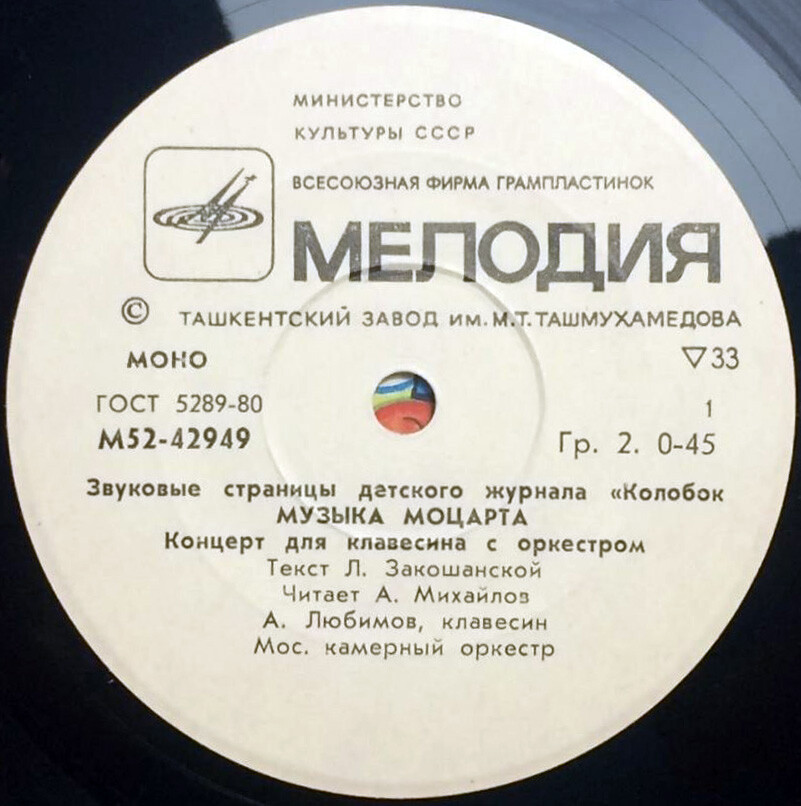 МИНИСТЕРСТВО
КУЛЬТУРЫ СССР
ВСЕСОЮЗНАЯ ФИРМА ГРАМПЛАСТИНОК
МЕЛОДИЯ
© ТАШКЕНТСКИЙ ЗАВОД ИМ. М.Т. ТАШМУХАМЕДОВА
МОНО ▽33
ГОСТ 5289-80 1
М52-42949 Гр. 2. 0-45
Звуковые страницы детского журнала «Колобок
МУЗЫКА МОЦАРТА
Концерт для клавесина с оркестром
Текст Л. Закошанской
Читает А. Михайлов
А. Любимов, клавесин
Мос. камерный оркестр